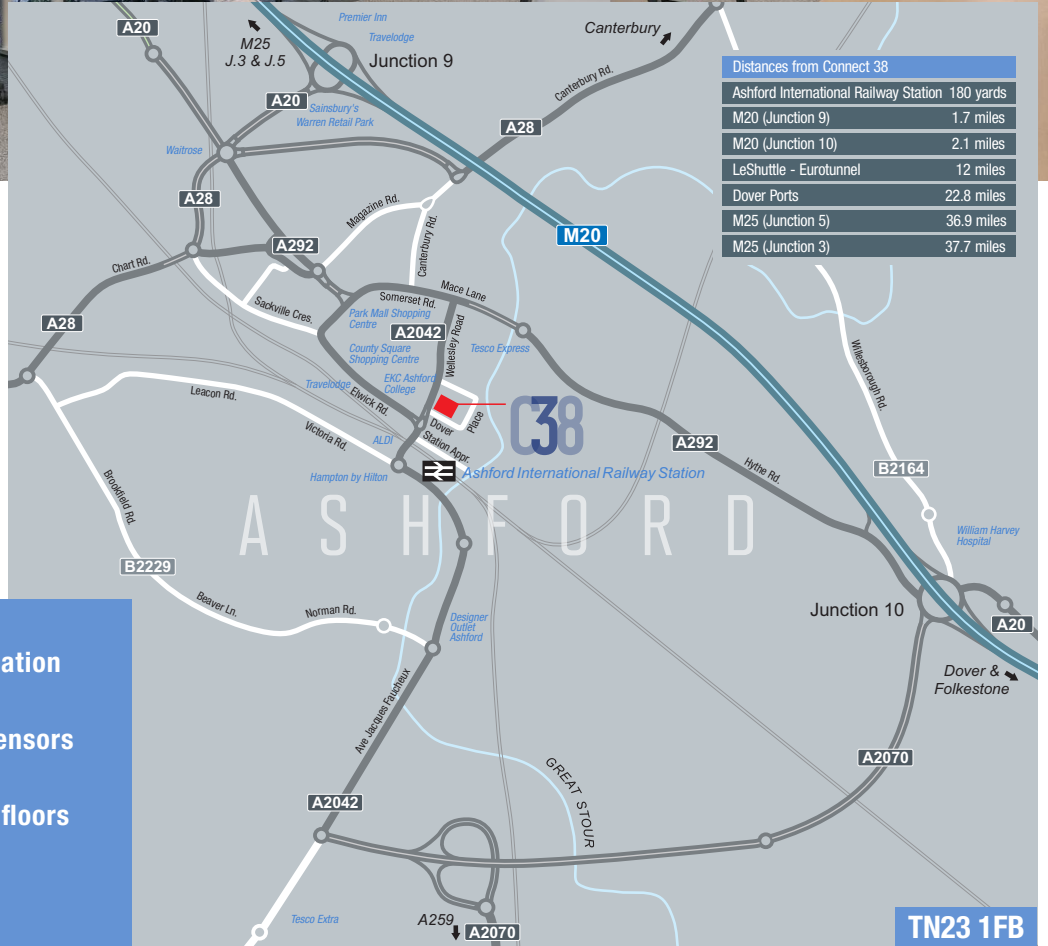 Premier Inn
Travelodge
A20
M25
J.3 & J.5
Junction 9
Canterbury
Distances from Connect 38
Ashford International Railway Station 180 yards
M20 (Junction 9) 1.7 miles
M20 (Junction 10) 2.1 miles
LeShuttle - Eurotunnel 12 miles
Dover Ports 22.8 miles
M25 (Junction 5) 36.9 miles
M25 (Junction 3) 37.7 miles
Canterbury Rd.
A20
Sainsbury's
Warren Retail Park
A28
Waitrose
A28
Magazine Rd.
Canterbury Rd.
M20
A292
Chart Rd.
Sackville Cres.
Somerset Rd.
Mace Lane
Park Mall Shopping
Centre
A28
A2042
Wellesley Road
County Square
Shopping Centre
Tesco Express
Willesborough Rd.
Travelodge
EKC Ashford
College
Leacon Rd.
Elwick Rd.
Dover
Place
C38
Victoria Rd.
ALDI
Station Appr.
A292
Hythe Rd.
B2164
Hampton by Hilton
Ashford International Railway Station
Brookfield Rd.
ASHFORD
William Harvey
Hospital
B2229
Beaver Ln.
Norman Rd.
Designer
Outlet
Ashford
Junction 10
A20
Dover &
Folkestone
ation
ensors
floors
Ave Jacques Faucheux
GREAT STOUR
A2070
A2042
Tesco Extra
A259
A2070
TN23 1FB